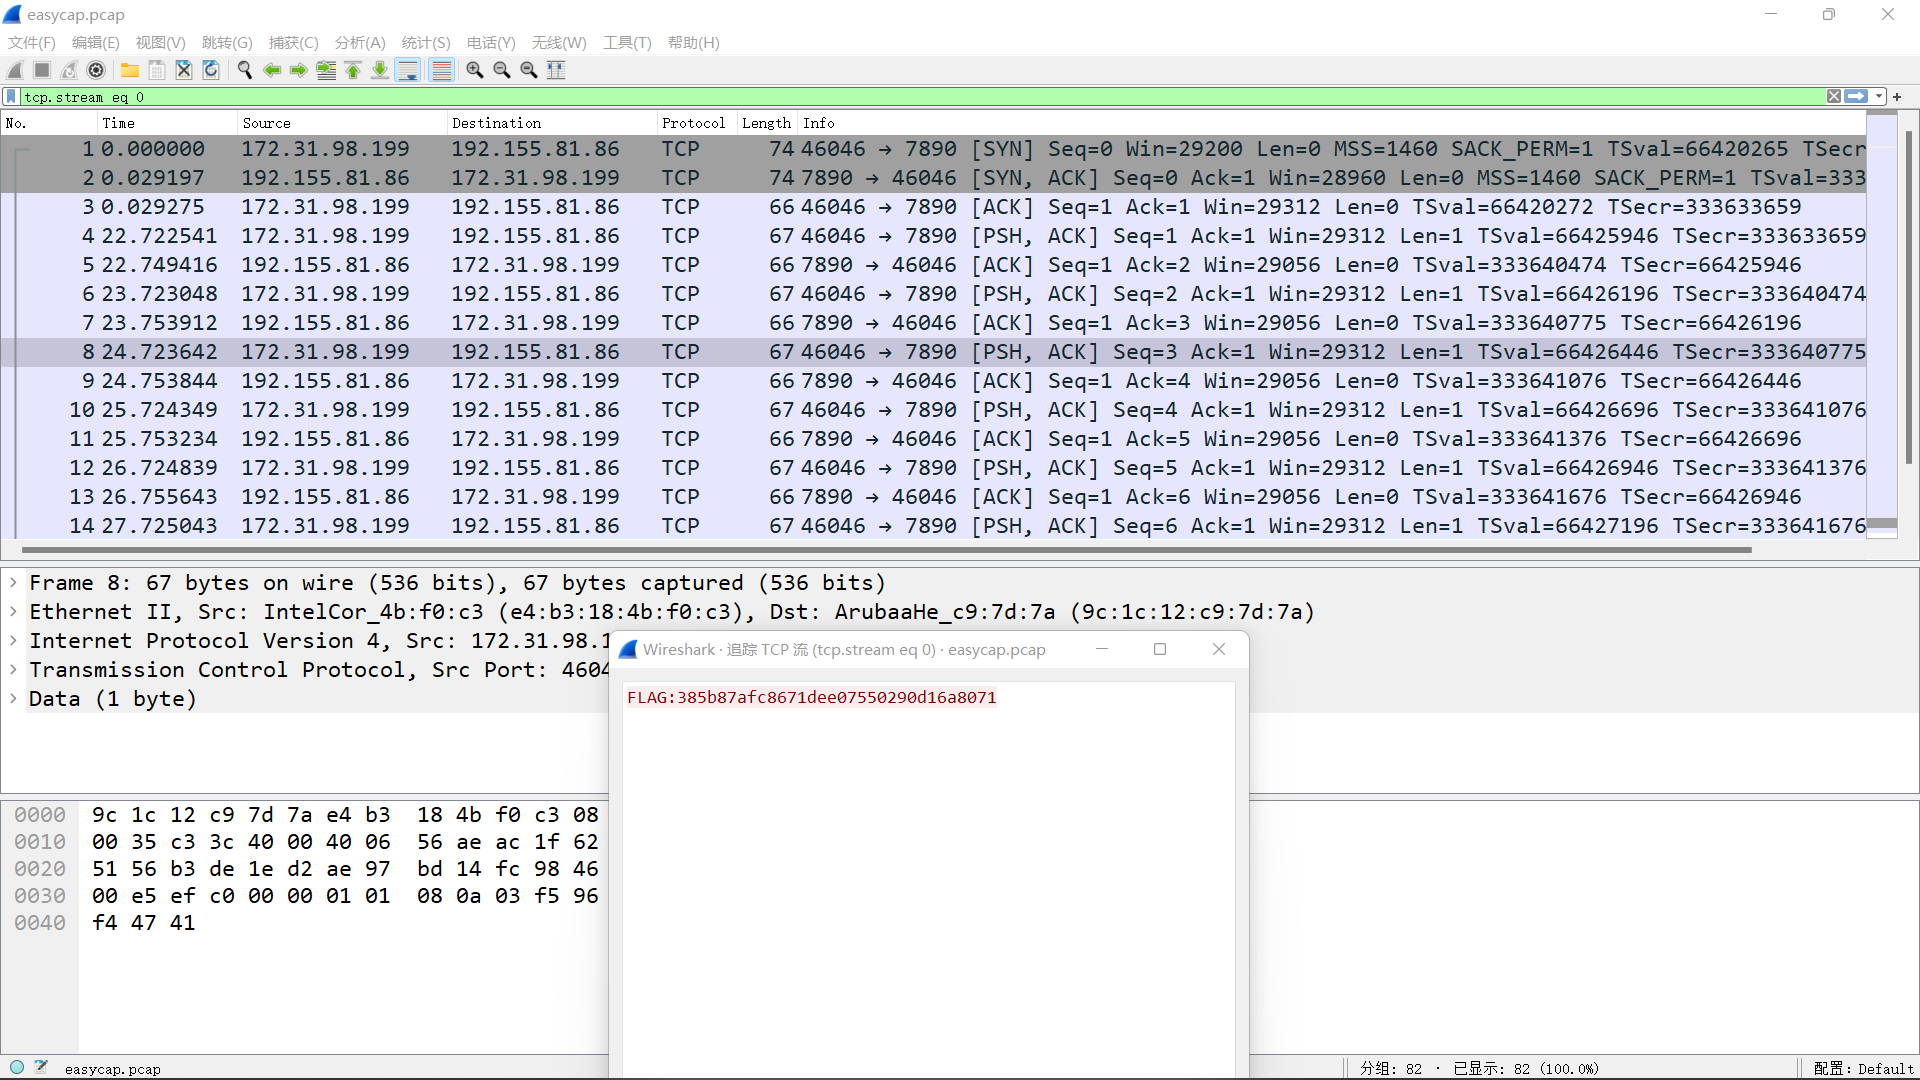 easycap.pcap
文件(F) 编辑(E) 视图(V) 跳转(G) 捕获(C) 分析(A) 统计(S) 电话(Y) 无线(W) 工具(T) 帮助(H)
tcp.stream eq 0
No. Time Source Destination Protocol Length Info
1 0.000000 172.31.98.199 192.155.81.86 TCP 74 46046 → 7890 [SYN] Seq=0 Win=29200 Len=0 MSS=1460 SACK_PERM=1 TSval=66420265 TSecr
2 0.029197 192.155.81.86 172.31.98.199 TCP 74 7890 → 46046 [SYN, ACK] Seq=0 Ack=1 Win=28960 Len=0 MSS=1460 SACK_PERM=1 TSval=333
3 0.029275 172.31.98.199 192.155.81.86 TCP 66 46046 → 7890 [ACK] Seq=1 Ack=1 Win=29312 Len=0 TSval=66420272 TSecr=333633659
4 22.722541 172.31.98.199 192.155.81.86 TCP 67 46046 → 7890 [PSH, ACK] Seq=1 Ack=1 Win=29312 Len=1 TSval=66425946 TSecr=333633659
5 22.749416 192.155.81.86 172.31.98.199 TCP 66 7890 → 46046 [ACK] Seq=1 Ack=2 Win=29056 Len=0 TSval=333640474 TSecr=66425946
6 23.723048 172.31.98.199 192.155.81.86 TCP 67 46046 → 7890 [PSH, ACK] Seq=2 Ack=1 Win=29312 Len=1 TSval=66426196 TSecr=333640474
7 23.753912 192.155.81.86 172.31.98.199 TCP 66 7890 → 46046 [ACK] Seq=1 Ack=3 Win=29056 Len=0 TSval=333640775 TSecr=66426196
8 24.723642 172.31.98.199 192.155.81.86 TCP 67 46046 → 7890 [PSH, ACK] Seq=3 Ack=1 Win=29312 Len=1 TSval=66426446 TSecr=333640775
9 24.753844 192.155.81.86 172.31.98.199 TCP 66 7890 → 46046 [ACK] Seq=1 Ack=4 Win=29056 Len=0 TSval=333641076 TSecr=66426446
10 25.724349 172.31.98.199 192.155.81.86 TCP 67 46046 → 7890 [PSH, ACK] Seq=4 Ack=1 Win=29312 Len=1 TSval=66426696 TSecr=333641076
11 25.753234 192.155.81.86 172.31.98.199 TCP 66 7890 → 46046 [ACK] Seq=1 Ack=5 Win=29056 Len=0 TSval=333641376 TSecr=66426696
12 26.724839 172.31.98.199 192.155.81.86 TCP 67 46046 → 7890 [PSH, ACK] Seq=5 Ack=1 Win=29312 Len=1 TSval=66426946 TSecr=333641376
13 26.755643 192.155.81.86 172.31.98.199 TCP 66 7890 → 46046 [ACK] Seq=1 Ack=6 Win=29056 Len=0 TSval=333641676 TSecr=66426946
14 27.725043 172.31.98.199 192.155.81.86 TCP 67 46046 → 7890 [PSH, ACK] Seq=6 Ack=1 Win=29312 Len=1 TSval=66427196 TSecr=333641676
Frame 8: 67 bytes on wire (536 bits), 67 bytes captured (536 bits)
Ethernet II, Src: IntelCor_4b:f0:c3 (e4:b3:18:4b:f0:c3), Dst: ArubaaHe_c9:7d:7a (9c:1c:12:c9:7d:7a)
Internet Protocol Version 4, Src: 172.31.98.1
Transmission Control Protocol, Src Port: 4604
Data (1 byte)
Wireshark · 追踪 TCP 流 (tcp.stream eq 0) · easycap.pcap
FLAG:385b87afc8671dee07550290d16a8071
0000 9c 1c 12 c9 7d 7a e4 b3 18 4b f0 c3 08
0010 00 35 c3 3c 40 00 40 06 56 ae ac 1f 62
0020 51 56 b3 de 1e d2 ae 97 bd 14 fc 98 46
0030 00 e5 ef c0 00 00 01 01 08 0a 03 f5 96
0040 f4 47 41
easycap.pcap
分组: 82 · 已显示: 82 (100.0%)
配置: Default